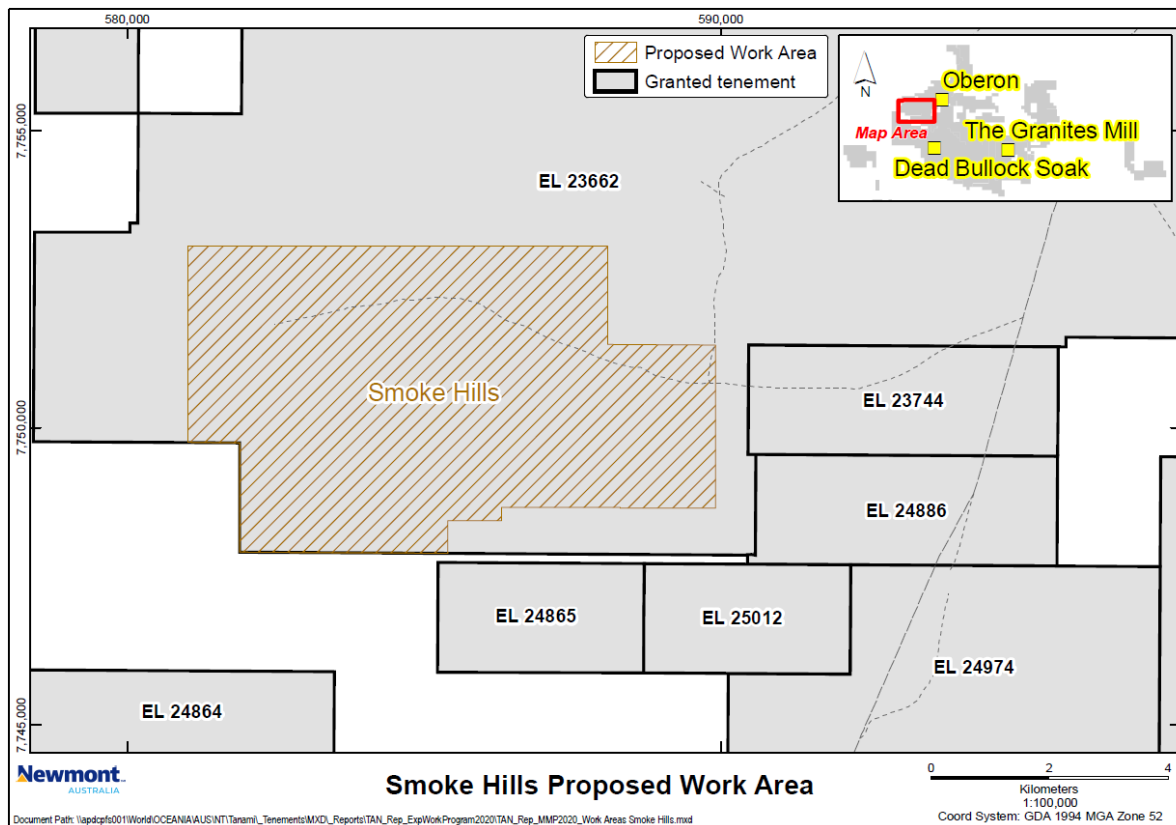 580,000
590,000
Proposed Work Area
Granted tenement
N
Oberon
Map Area
The Granites Mill
Dead Bullock Soak
7,755,000
EL 23662
Smoke Hills
7,750,000
EL 23744
EL 24886
EL 24865
EL 25012
EL 24974
EL 24864
7,745,000
Newmont™
AUSTRALIA
Smoke Hills Proposed Work Area
0 2 4
Kilometers
1:100,000
Coord System: GDA 1994 MGA Zone 52
Document Path: \\apdcpfs001\World\OCEANIA\AUS\NT\Tanami\_Tenements\MXD\_Reports\TAN_Rep_ExpWorkProgram2020\TAN_Rep_MMP2020_Work Areas Smoke Hills.mxd